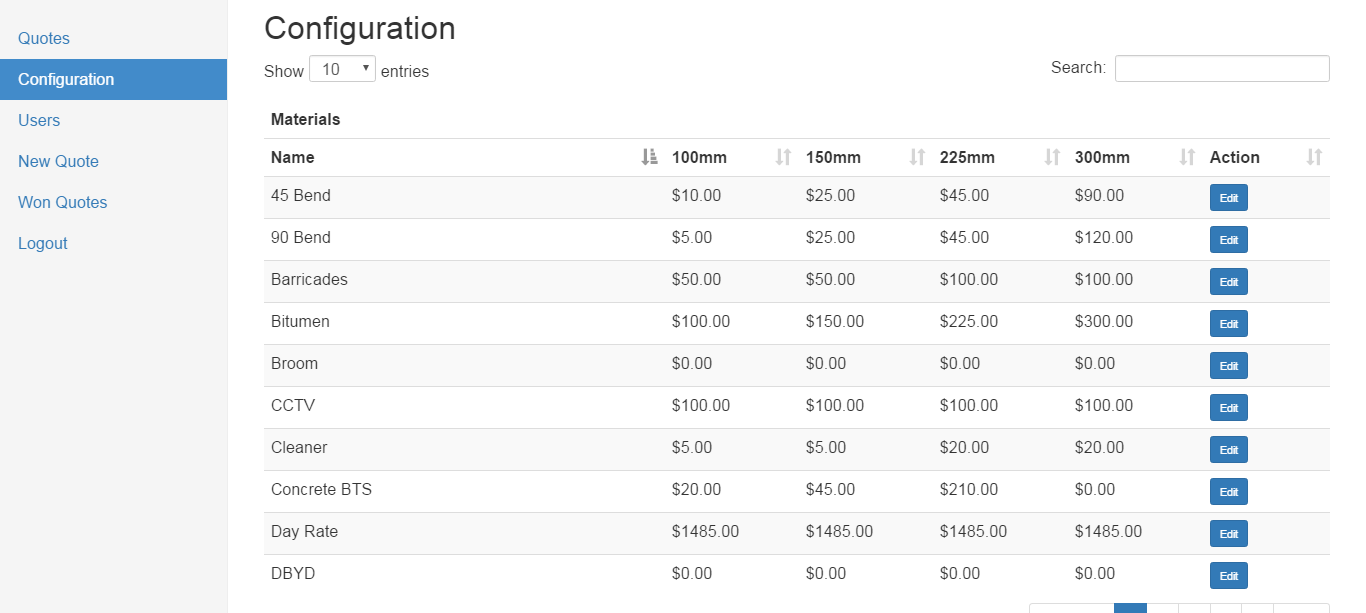 Quotes
Configuration
Users
New Quote
Won Quotes
Logout
Configuration
Show 10 entries
Search:
Materials
Name 100mm 150mm 225mm 300mm Action
45 Bend $10.00 $25.00 $45.00 $90.00 Edit
90 Bend $5.00 $25.00 $45.00 $120.00 Edit
Barricades $50.00 $50.00 $100.00 $100.00 Edit
Bitumen $100.00 $150.00 $225.00 $300.00 Edit
Broom $0.00 $0.00 $0.00 $0.00 Edit
CCTV $100.00 $100.00 $100.00 $100.00 Edit
Cleaner $5.00 $5.00 $20.00 $20.00 Edit
Concrete BTS $20.00 $45.00 $210.00 $0.00 Edit
Day Rate $1485.00 $1485.00 $1485.00 $1485.00 Edit
DBYD $0.00 $0.00 $0.00 $0.00 Edit